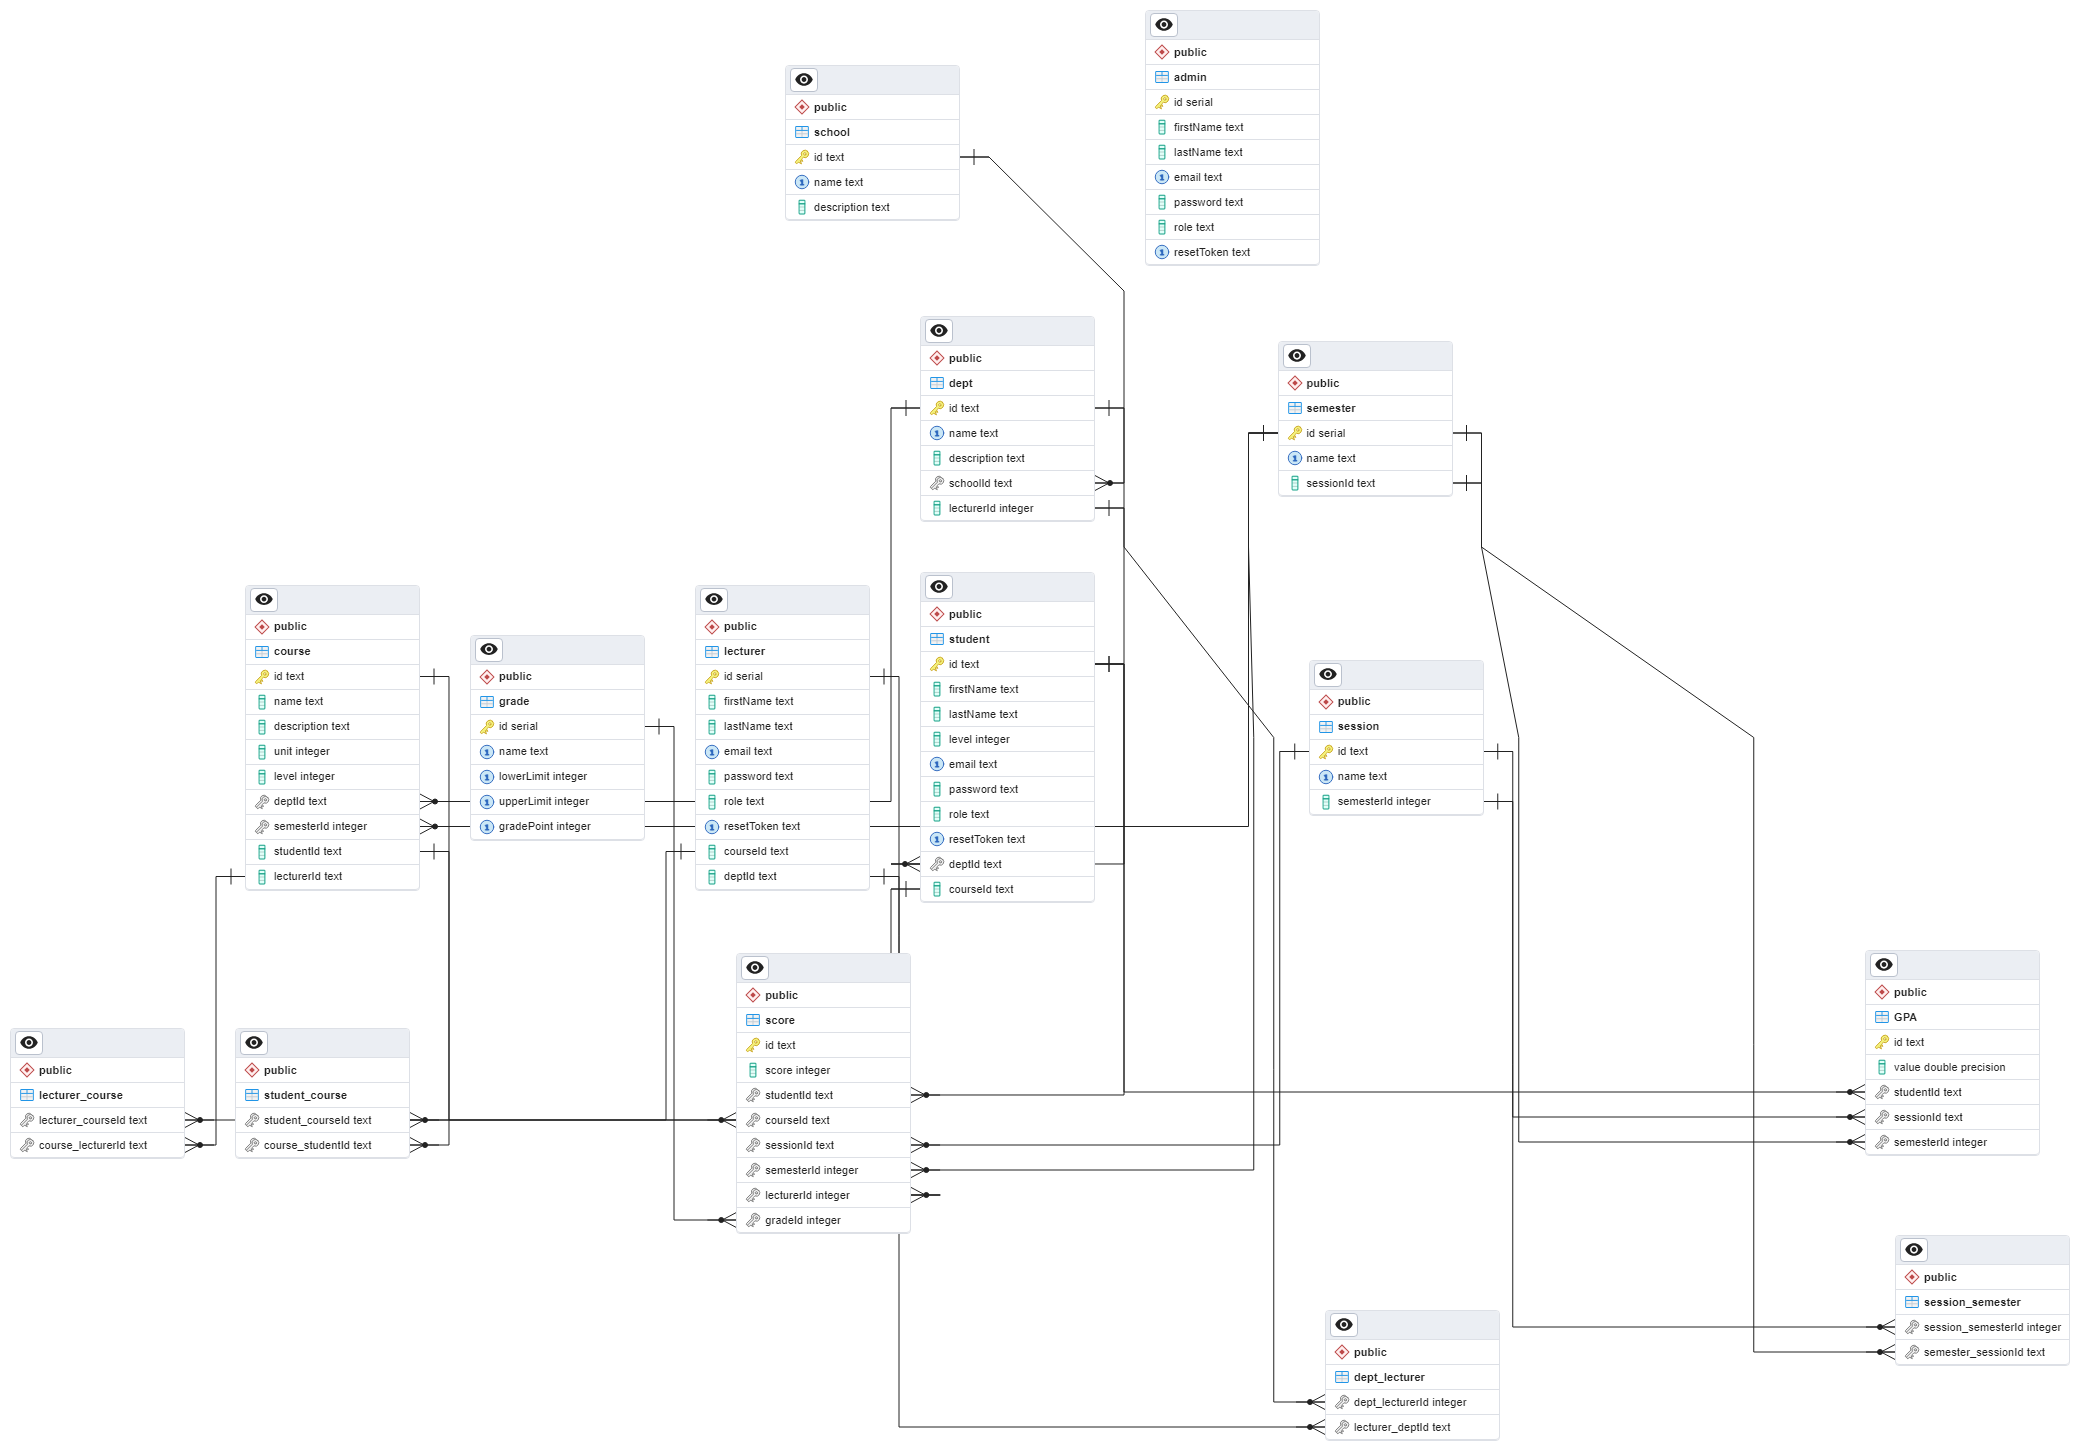 public
admin
id serial
firstName text
lastName text
email text
password text
role text
resetToken text
public
school
id text
name text
description text
public
dept
id text
name text
description text
schoolId text
lecturerId integer
public
semester
id serial
name text
sessionId text
public
course
id text
name text
description text
unit integer
level integer
deptId text
semesterId integer
studentId text
lecturerId text
public
grade
id serial
name text
lowerLimit integer
upperLimit integer
gradePoint integer
public
lecturer
id serial
firstName text
lastName text
email text
password text
role text
resetToken text
courseId text
deptId text
public
student
id text
firstName text
lastName text
level integer
email text
password text
role text
resetToken text
deptId text
courseId text
public
session
id text
name text
semesterId integer
public
lecturer_course
lecturer_courseId text
course_lecturerId text
public
student_course
student_courseId text
course_studentId text
public
score
id text
score integer
studentId text
courseId text
sessionId text
semesterId integer
lecturerId integer
gradeId integer
public
GPA
id text
value double precision
studentId text
sessionId text
semesterId integer
public
session_semester
session_semesterId integer
semester_sessionId text
public
dept_lecturer
dept_lecturerId integer
lecturer_deptId text